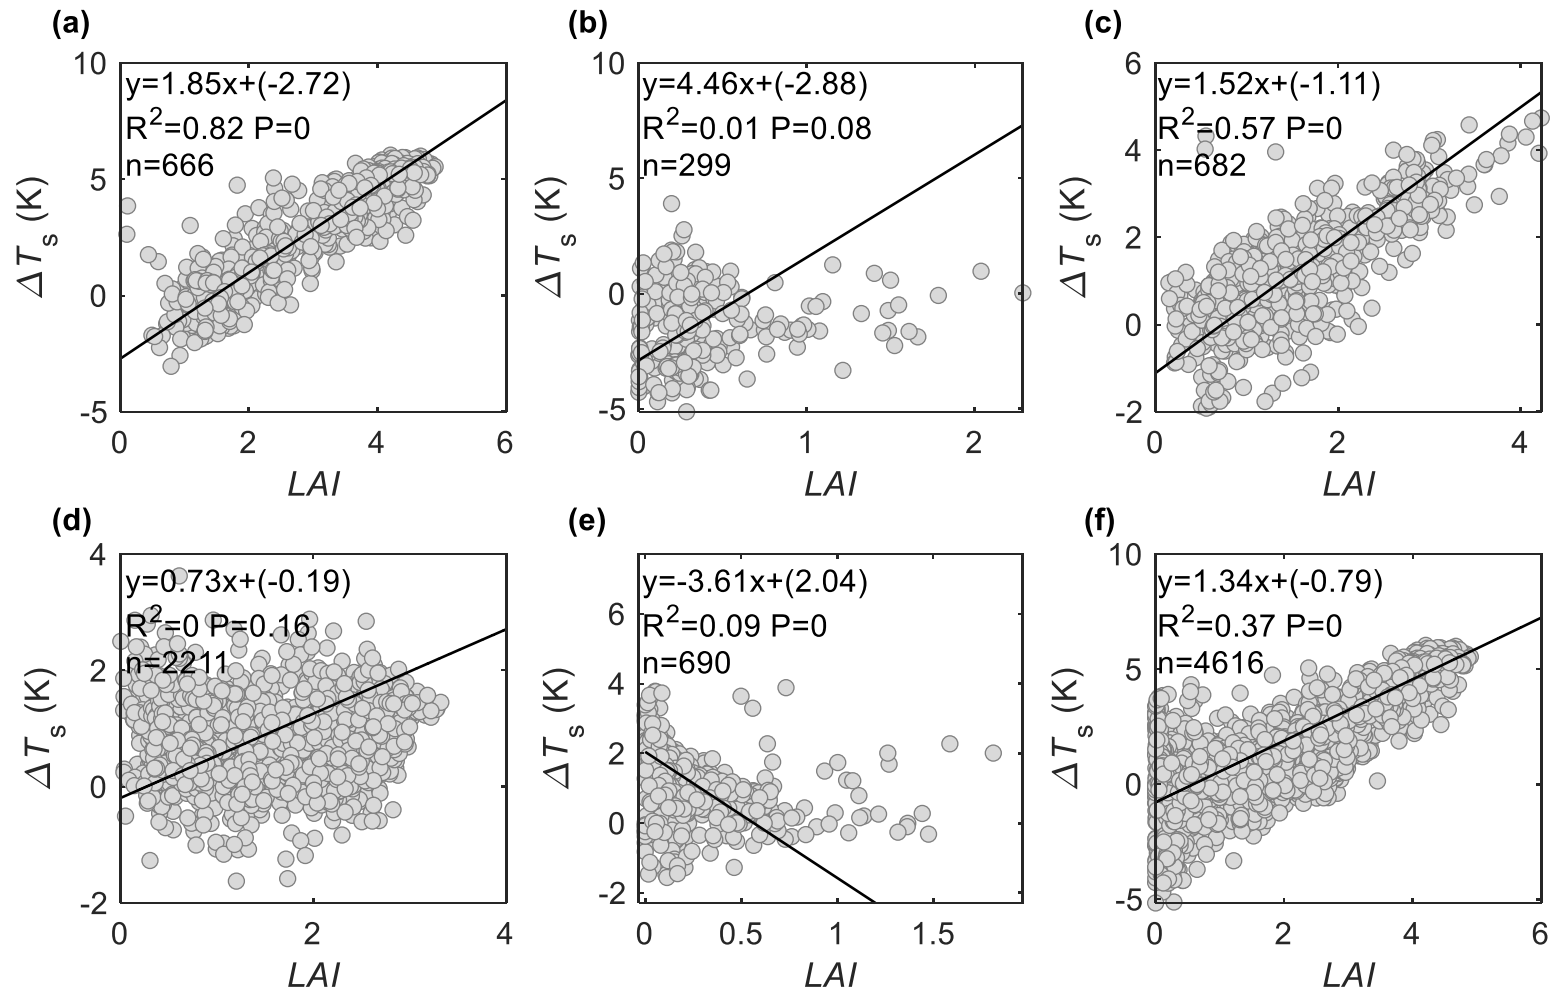 (a)
10
5
0
-5
y=1.85x+(-2.72)
R²=0.82 P=0
n=666
ΔTs (K)
0 2 4 6
LAI
(b)
10
5
0
-5
y=4.46x+(-2.88)
R²=0.01 P=0.08
n=299
ΔTs (K)
0 1 2
LAI
(c)
6
4
2
0
-2
y=1.52x+(-1.11)
R²=0.57 P=0
n=682
ΔTs (K)
0 2 4
LAI
(d)
4
2
0
-2
y=0.73x+(-0.19)
R²=0 P=0.16
n=2211
ΔTs (K)
0 2 4
LAI
(e)
6
4
2
0
-2
y=-3.61x+(2.04)
R²=0.09 P=0
n=690
ΔTs (K)
0 0.5 1 1.5
LAI
(f)
10
5
0
-5
y=1.34x+(-0.79)
R²=0.37 P=0
n=4616
ΔTs (K)
0 2 4 6
LAI